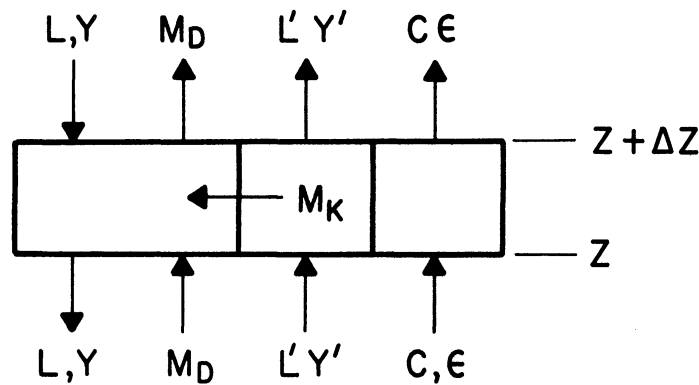 L,Y M_D L′ Y′ C ϵ
Z + ΔZ
M_K
Z
L,Y M_D L′ Y′ C,ϵ